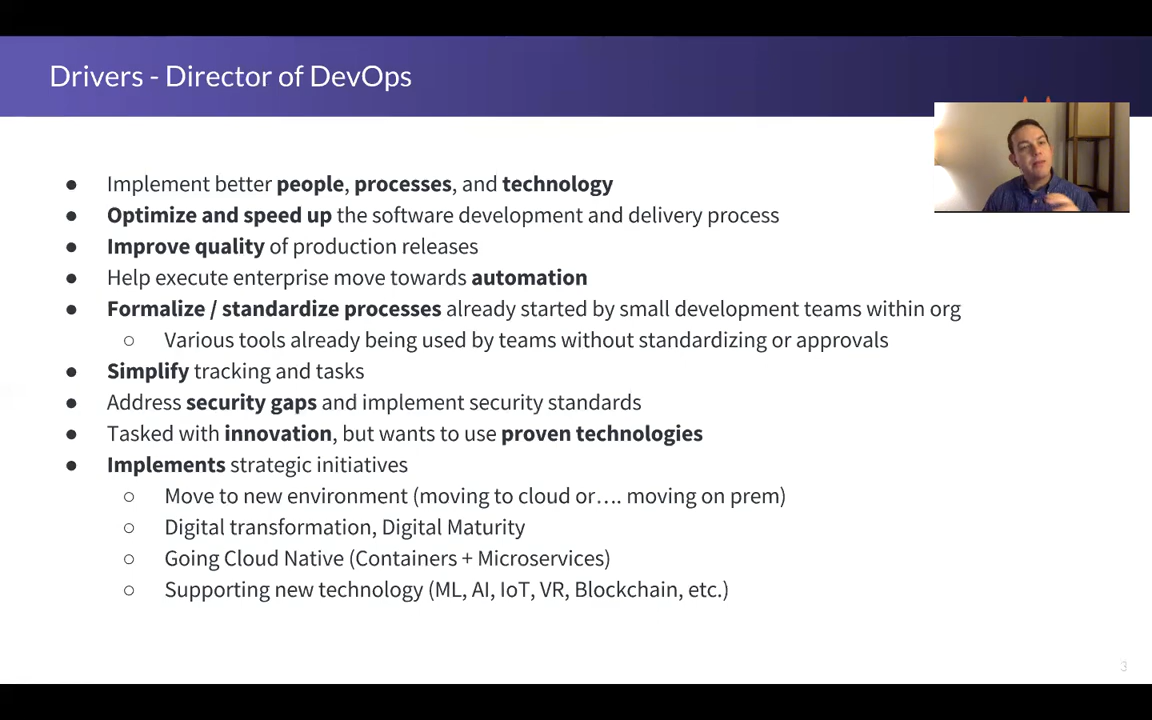 Drivers - Director of DevOps
● Implement better people, processes, and technology
● Optimize and speed up the software development and delivery process
● Improve quality of production releases
● Help execute enterprise move towards automation
● Formalize / standardize processes already started by small development teams within org
○ Various tools already being used by teams without standardizing or approvals
● Simplify tracking and tasks
● Address security gaps and implement security standards
● Tasked with innovation, but wants to use proven technologies
● Implements strategic initiatives
○ Move to new environment (moving to cloud or…. moving on prem)
○ Digital transformation, Digital Maturity
○ Going Cloud Native (Containers + Microservices)
○ Supporting new technology (ML, AI, IoT, VR, Blockchain, etc.)
3